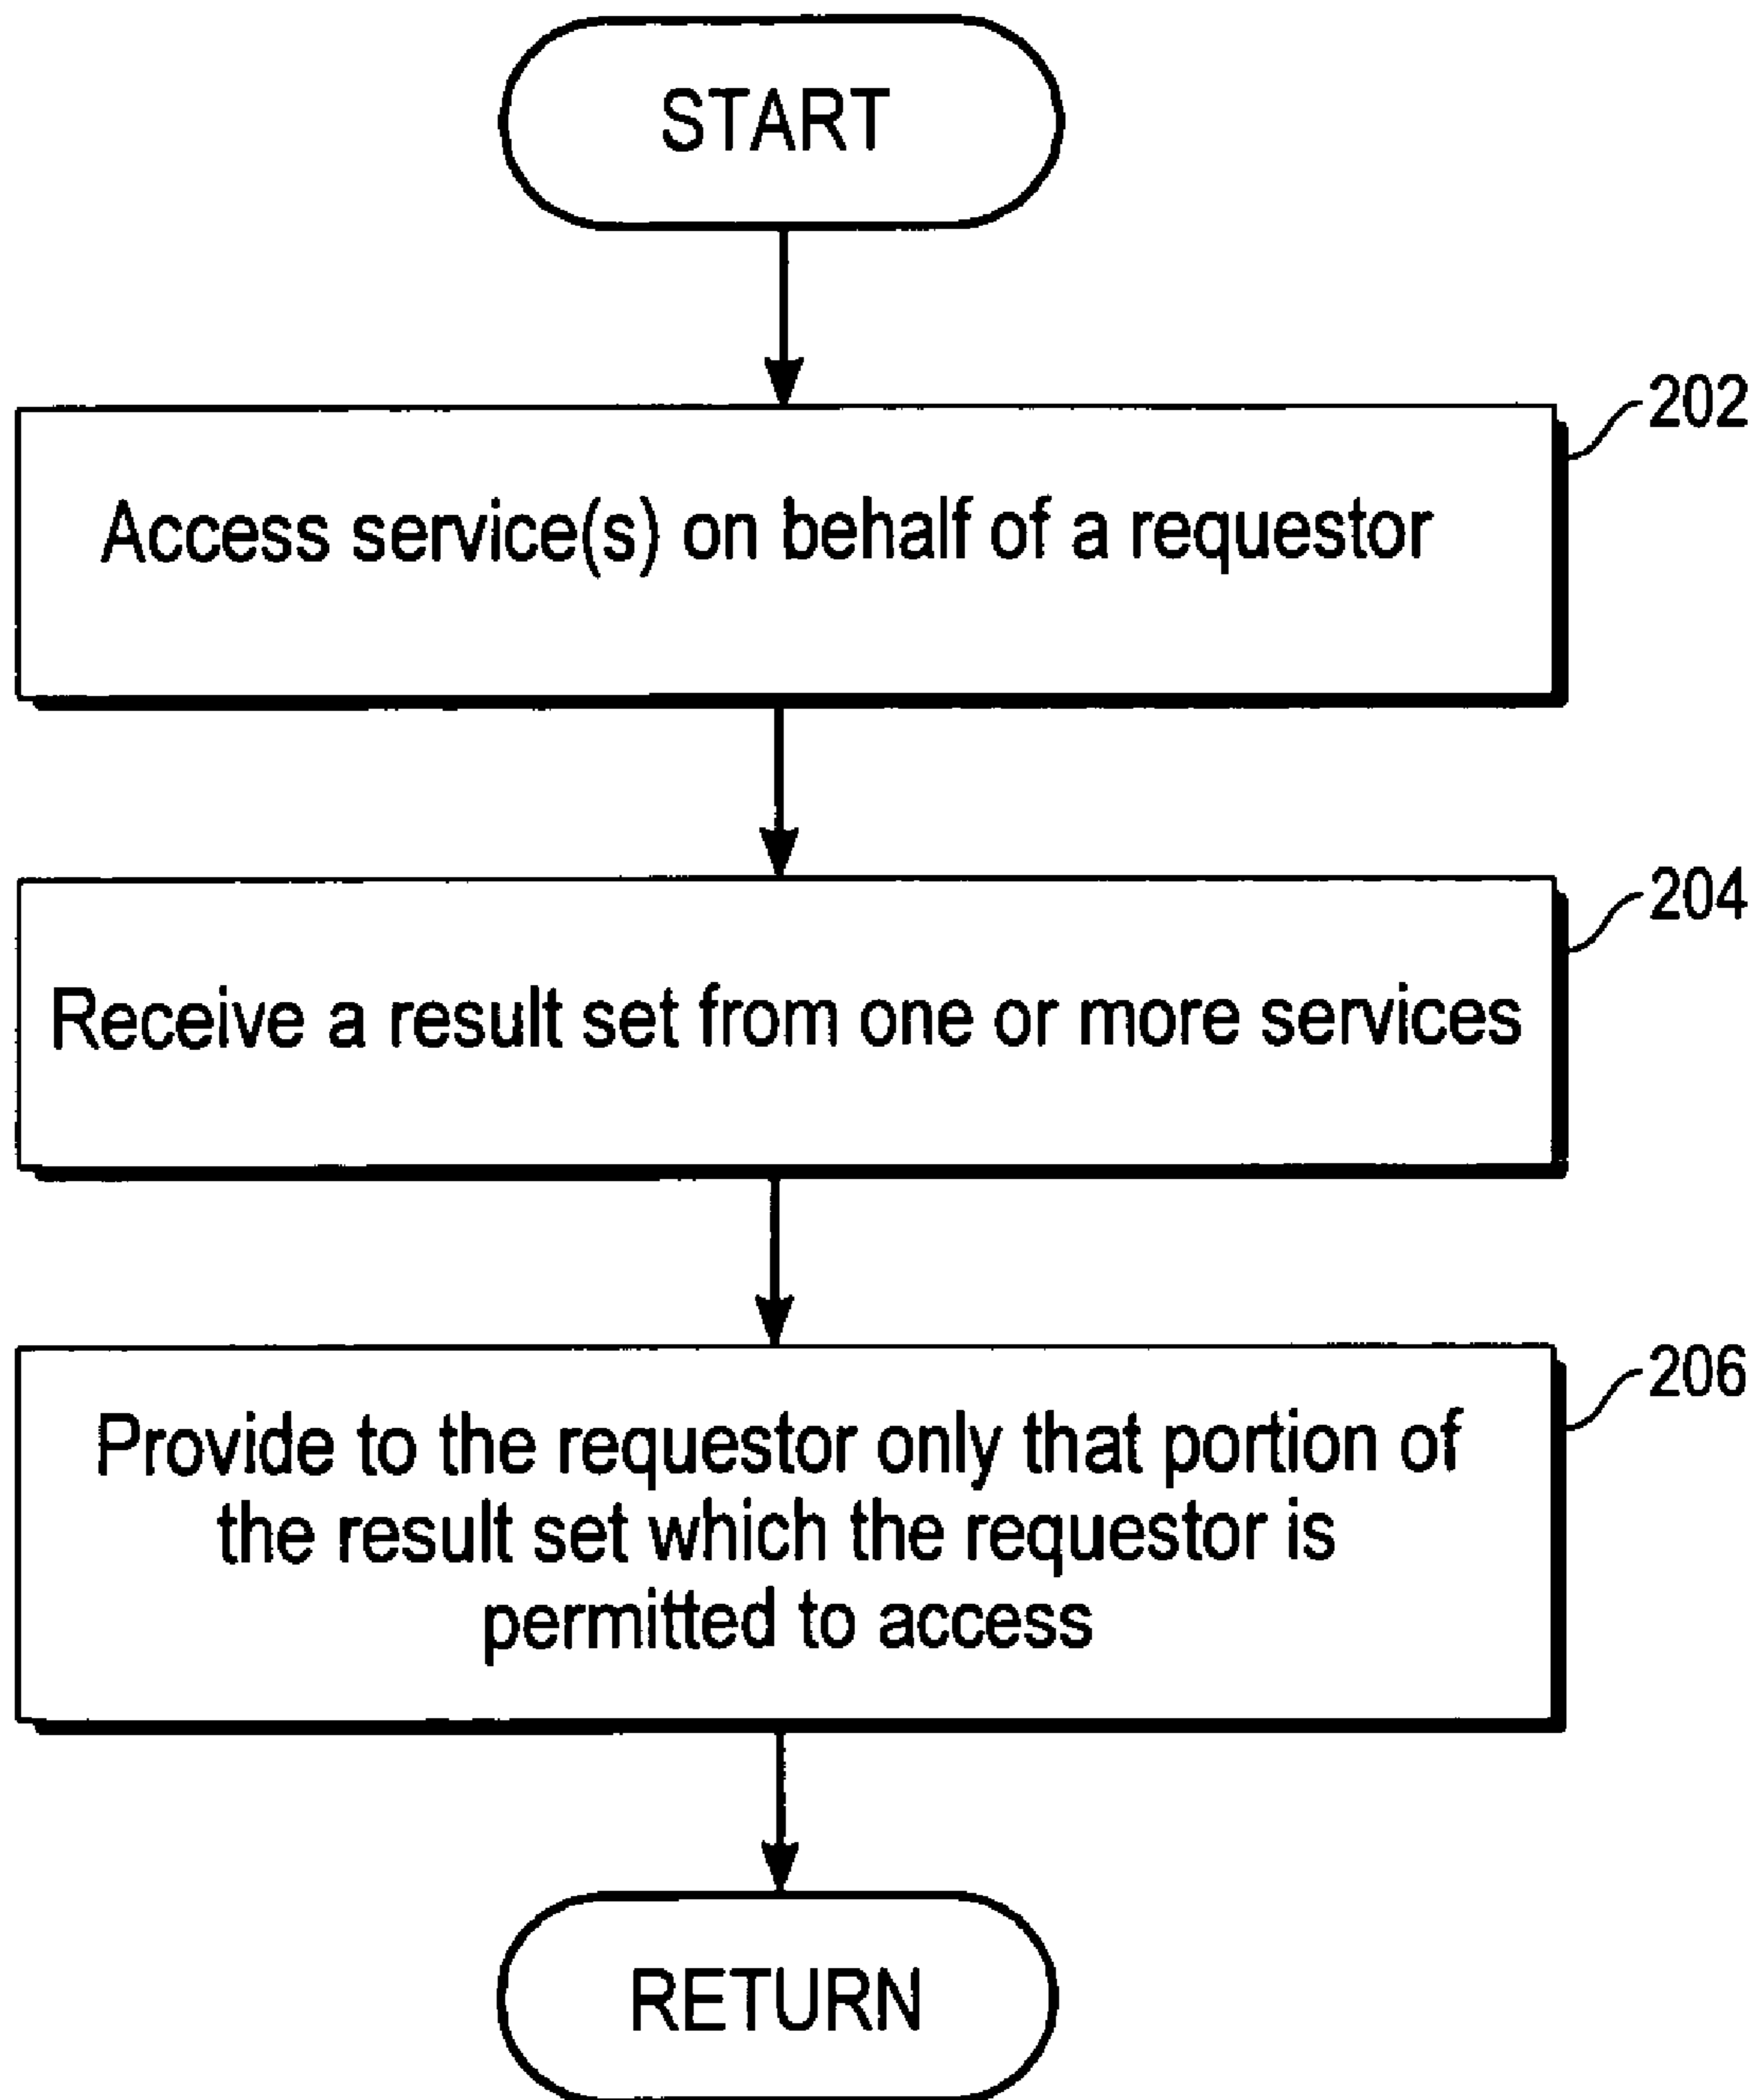 START
202
Access service(s) on behalf of a requestor
204
Receive a result set from one or more services
206
Provide to the requestor only that portion of
the result set which the requestor is
permitted to access
RETURN